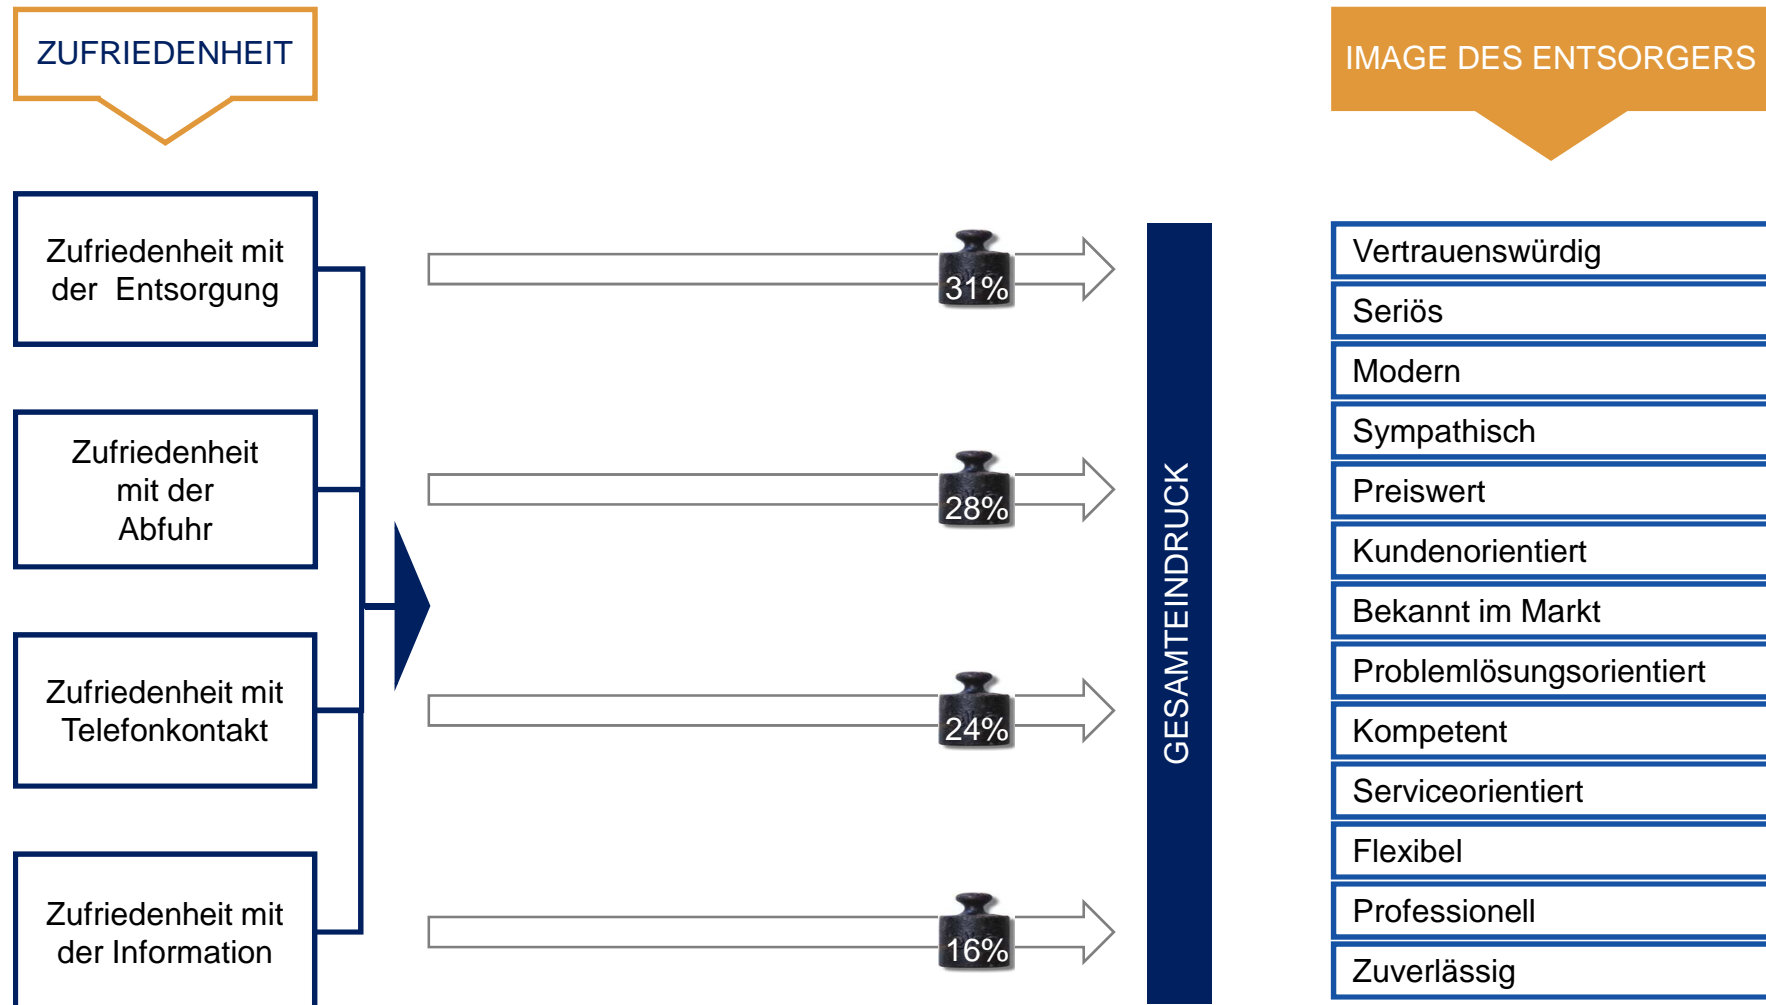 ZUFRIEDENHEIT
IMAGE DES ENTSORGERS
Zufriedenheit mit
der Entsorgung
31%
Zufriedenheit
mit der
Abfuhr
28%
Zufriedenheit mit
Telefonkontakt
24%
Zufriedenheit mit
der Information
16%
GESAMTEINDRUCK
Vertrauenswürdig
Seriös
Modern
Sympathisch
Preiswert
Kundenorientiert
Bekannt im Markt
Problemlösungsorientiert
Kompetent
Serviceorientiert
Flexibel
Professionell
Zuverlässig